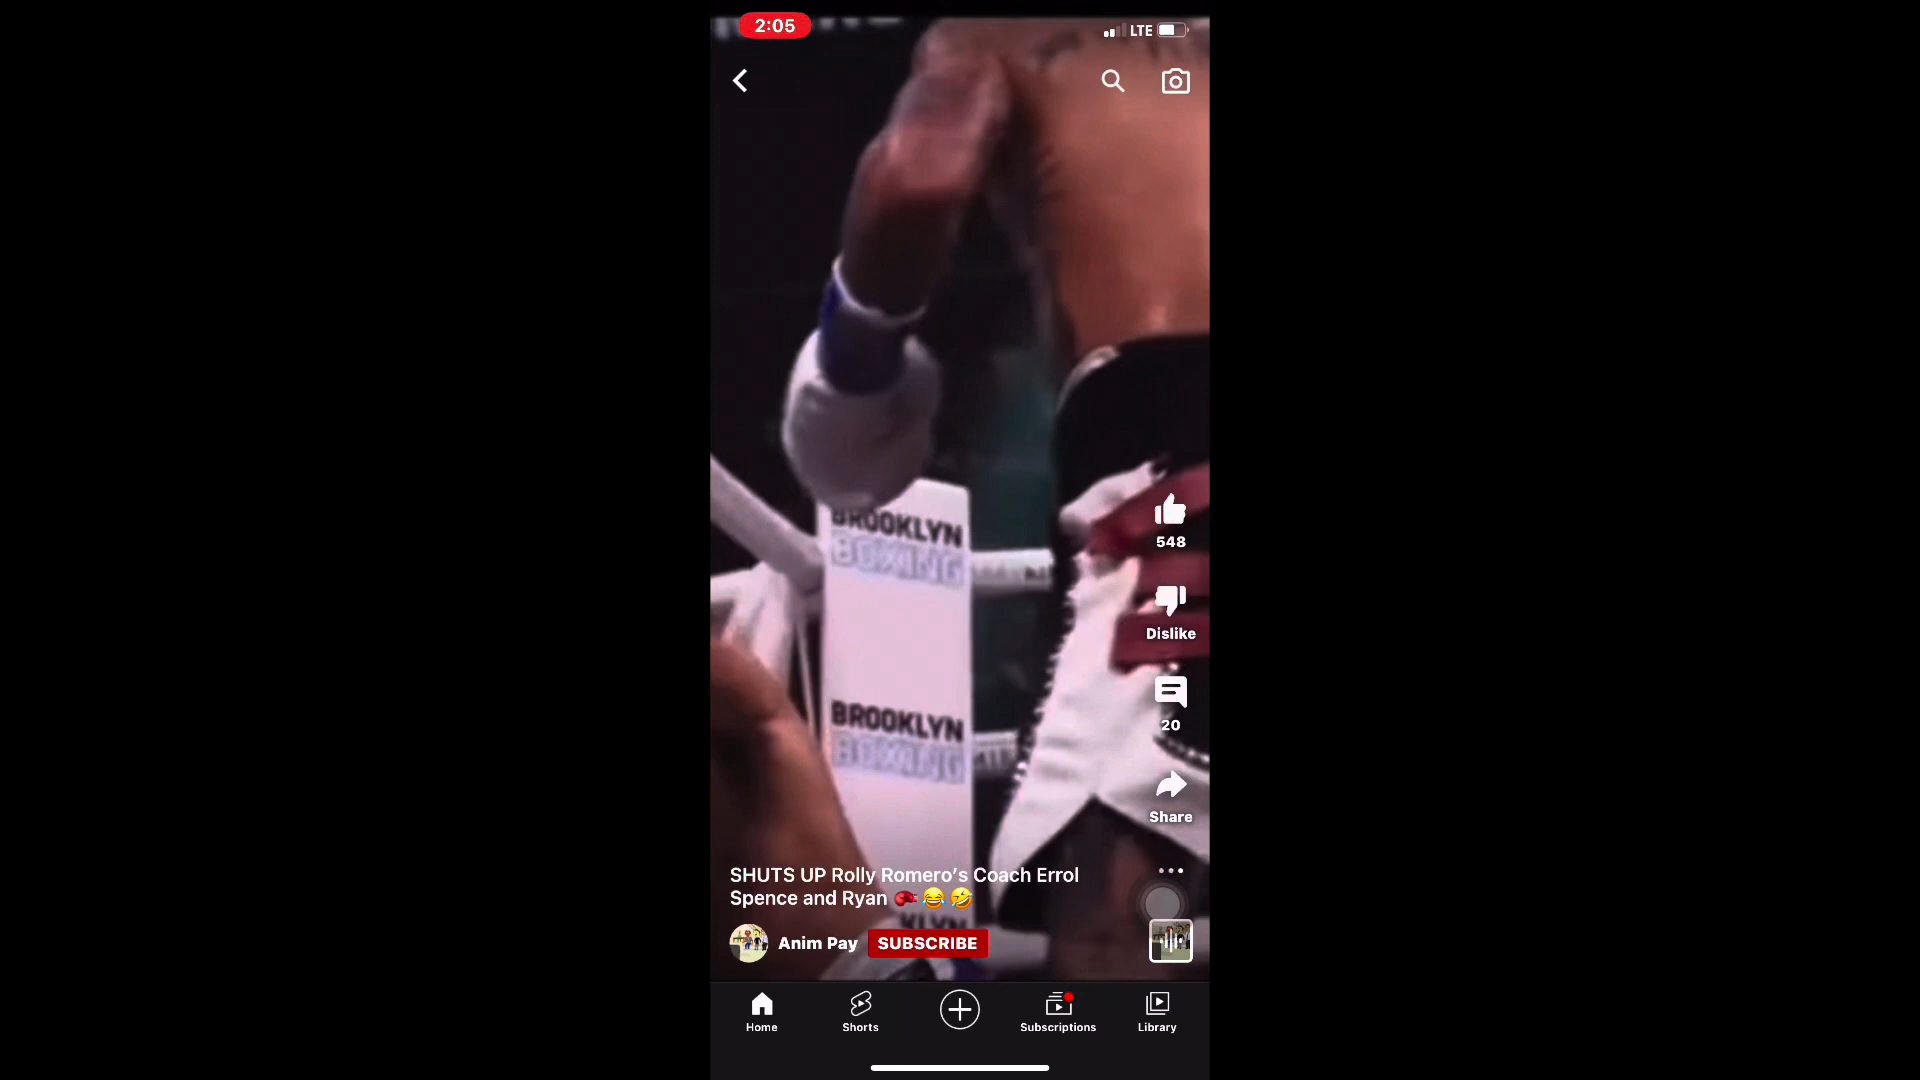 2:05
LTE
BROOKLYN
BOXING
548
Dislike
BROOKLYN
BOXING
20
Share
SHUTS UP Rolly Romero's Coach Errol
Spence and Ryan 🥊😂🤣
KLYN
Anim Pay SUBSCRIBE
Home Shorts Subscriptions Library